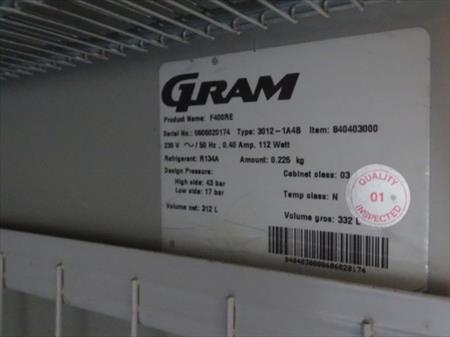 GRAM
Product Name: F400RE
Serial No.: 0606020174 Type: 3012-1A4B Item: 840403000
230 V ～/ 50 Hz , 0.40 Amp. 112 Watt
Refrigerant: R134A Amount: 0.225 kg
Design Pressure: Cabinet class: 03
High side: 43 bar
Low side: 17 bar Temp class: N
Volume net: 312 L Volume gros: 332 L
QUALITY
01
INSPECTED